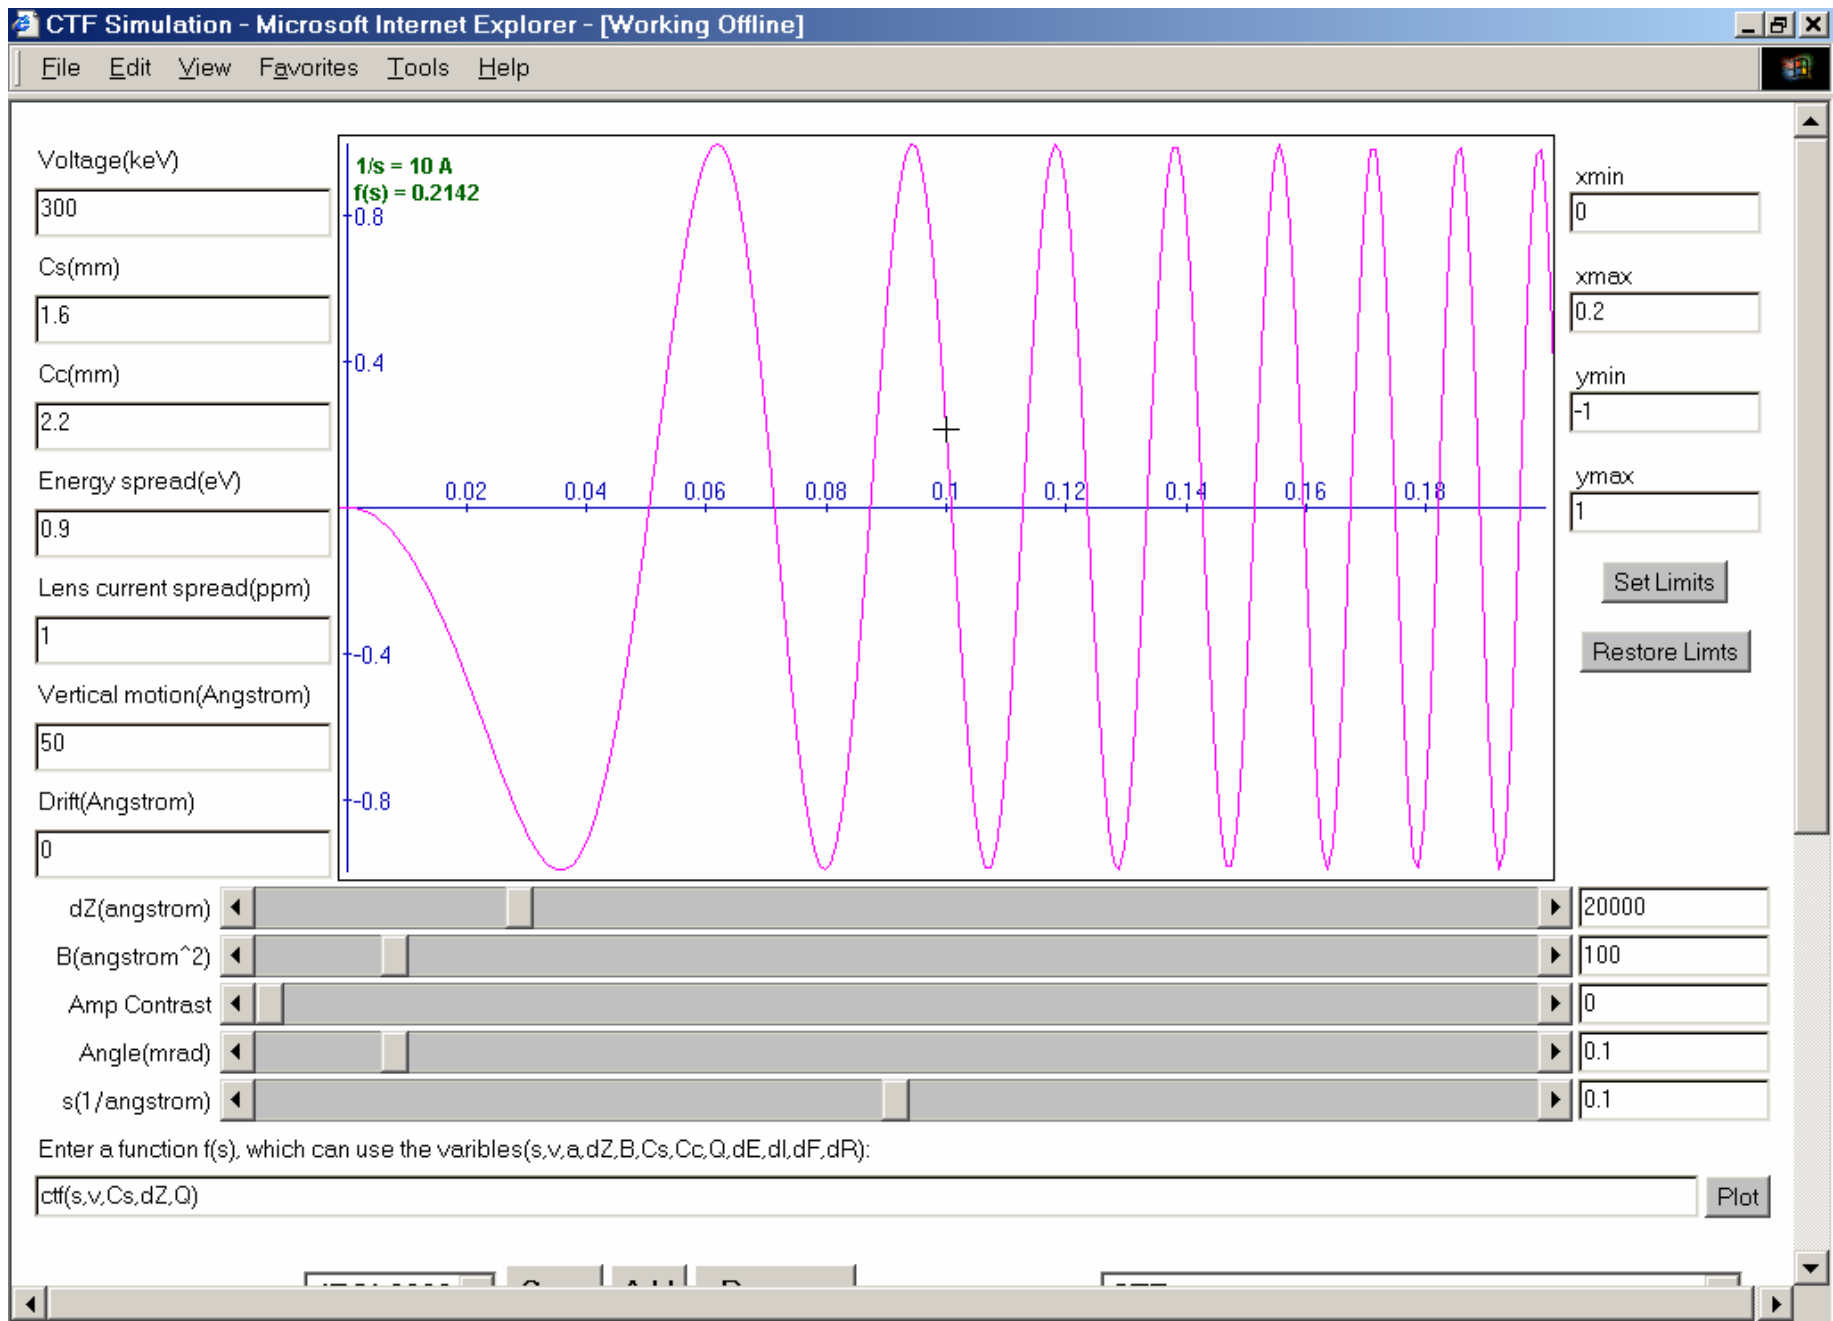 CTF Simulation - Microsoft Internet Explorer - [Working Offline]
File Edit View Favorites Tools Help
Voltage(keV)
300
Cs(mm)
1.6
Cc(mm)
2.2
Energy spread(eV)
0.9
Lens current spread(ppm)
1
Vertical motion(Angstrom)
50
Drift(Angstrom)
0
1/s = 10 A
f(s) = 0.2142
0.8
0.4
0.02 0.04 0.06 0.08 0.1 0.12 0.14 0.16 0.18
-0.4
-0.8
xmin
0
xmax
0.2
ymin
-1
ymax
1
Set Limits
Restore Limts
dZ(angstrom) 20000
B(angstrom^2) 100
Amp Contrast 0
Angle(mrad) 0.1
s(1/angstrom) 0.1
Enter a function f(s), which can use the varibles(s,v,a,dZ,B,Cs,Cc,Q,dE,dI,dF,dR):
ctf(s,v,Cs,dZ,Q) Plot